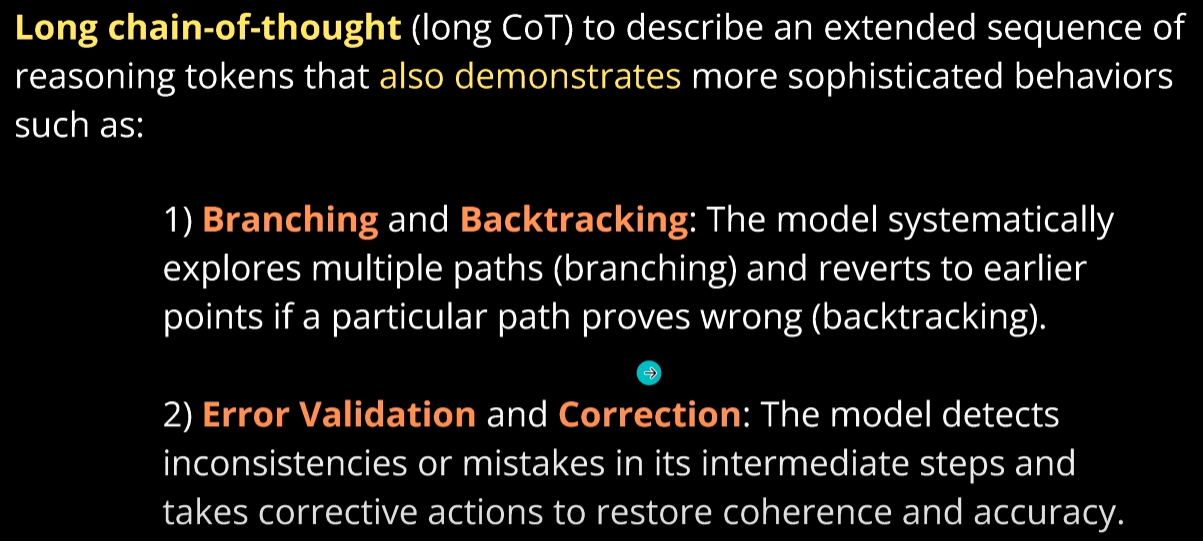 Long chain-of-thought (long CoT) to describe an extended sequence of
reasoning tokens that also demonstrates more sophisticated behaviors
such as:
1) Branching and Backtracking: The model systematically
explores multiple paths (branching) and reverts to earlier
points if a particular path proves wrong (backtracking).
2) Error Validation and Correction: The model detects
inconsistencies or mistakes in its intermediate steps and
takes corrective actions to restore coherence and accuracy.